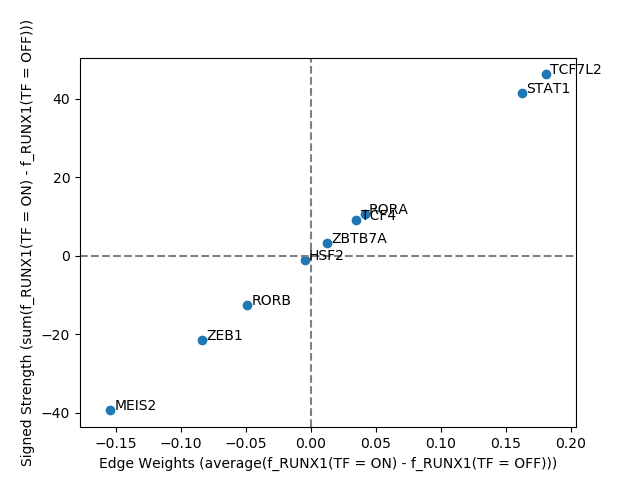 Signed Strength (sum(f_RUNX1(TF = ON) - f_RUNX1(TF = OFF)))
40
20
0
−20
−40
TCF7L2
STAT1
RORA
TCF4
ZBTB7A
HSF2
RORB
ZEB1
MEIS2
−0.15
−0.10
−0.05
0.00
0.05
0.10
0.15
0.20
Edge Weights (average(f_RUNX1(TF = ON) - f_RUNX1(TF = OFF)))